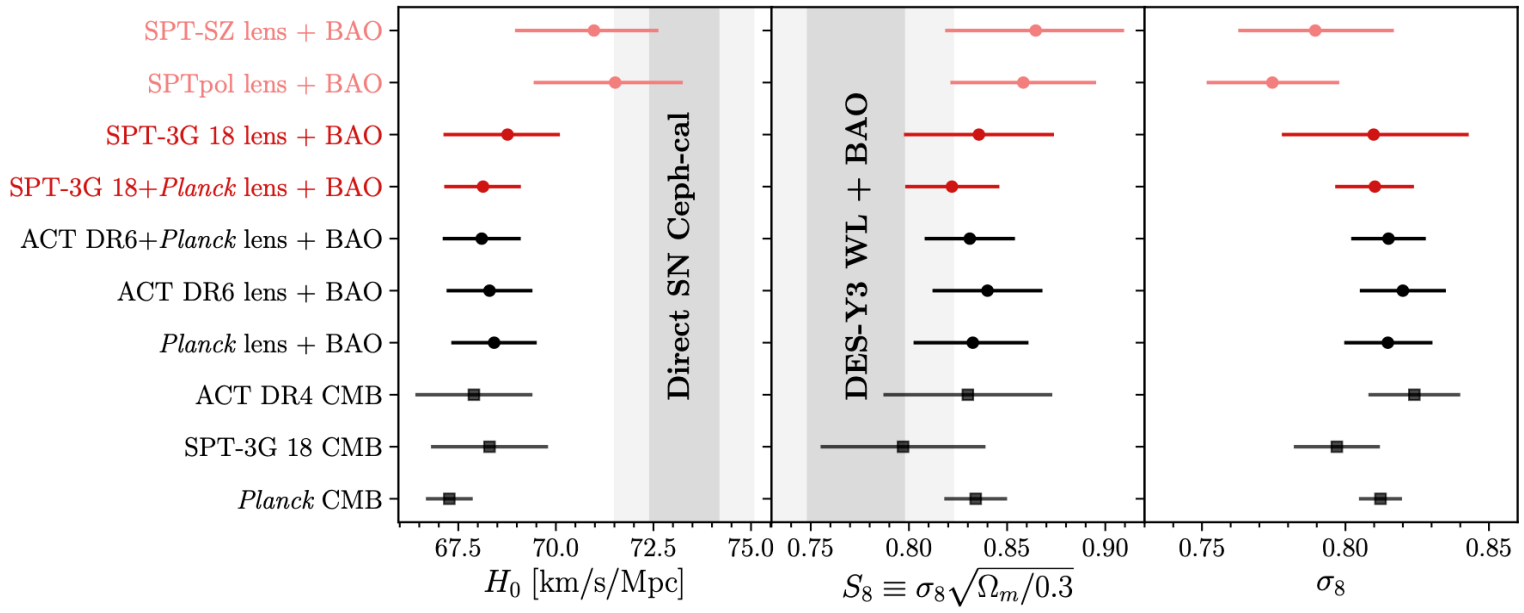 SPT-SZ lens + BAO
SPTpol lens + BAO
SPT-3G 18 lens + BAO
SPT-3G 18+Planck lens + BAO
ACT DR6+Planck lens + BAO
ACT DR6 lens + BAO
Planck lens + BAO
ACT DR4 CMB
SPT-3G 18 CMB
Planck CMB
Direct SN Ceph-cal
DES-Y3 WL + BAO
67.5 70.0 72.5 75.0 0.75 0.80 0.85 0.90 0.75 0.80 0.85
H₀ [km/s/Mpc] S₈ ≡ σ₈√Ωₘ/0.3 σ₈